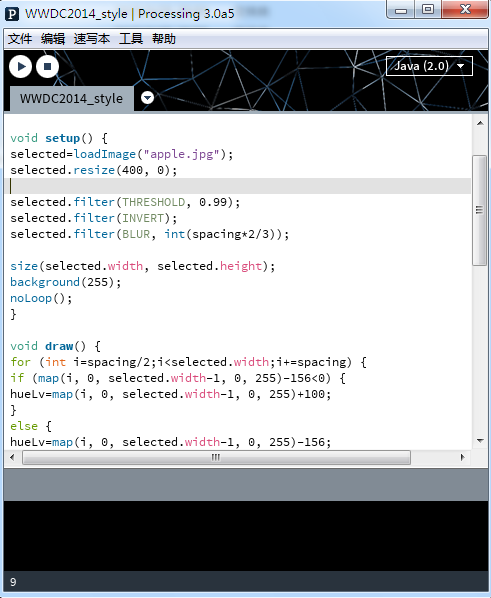 WWDC2014_style | Processing 3.0a5
文件 编辑 速写本 工具 帮助
Java (2.0)
WWDC2014_style
void setup() {
selected=loadImage("apple.jpg");
selected.resize(400, 0);
selected.filter(THRESHOLD, 0.99);
selected.filter(INVERT);
selected.filter(BLUR, int(spacing*2/3));
size(selected.width, selected.height);
background(255);
noLoop();
}
void draw() {
for (int i=spacing/2;i<selected.width;i+=spacing) {
if (map(i, 0, selected.width-1, 0, 255)-156<0) {
hueLv=map(i, 0, selected.width-1, 0, 255)+100;
}
else {
hueLv=map(i, 0, selected.width-1, 0, 255)-156;
9